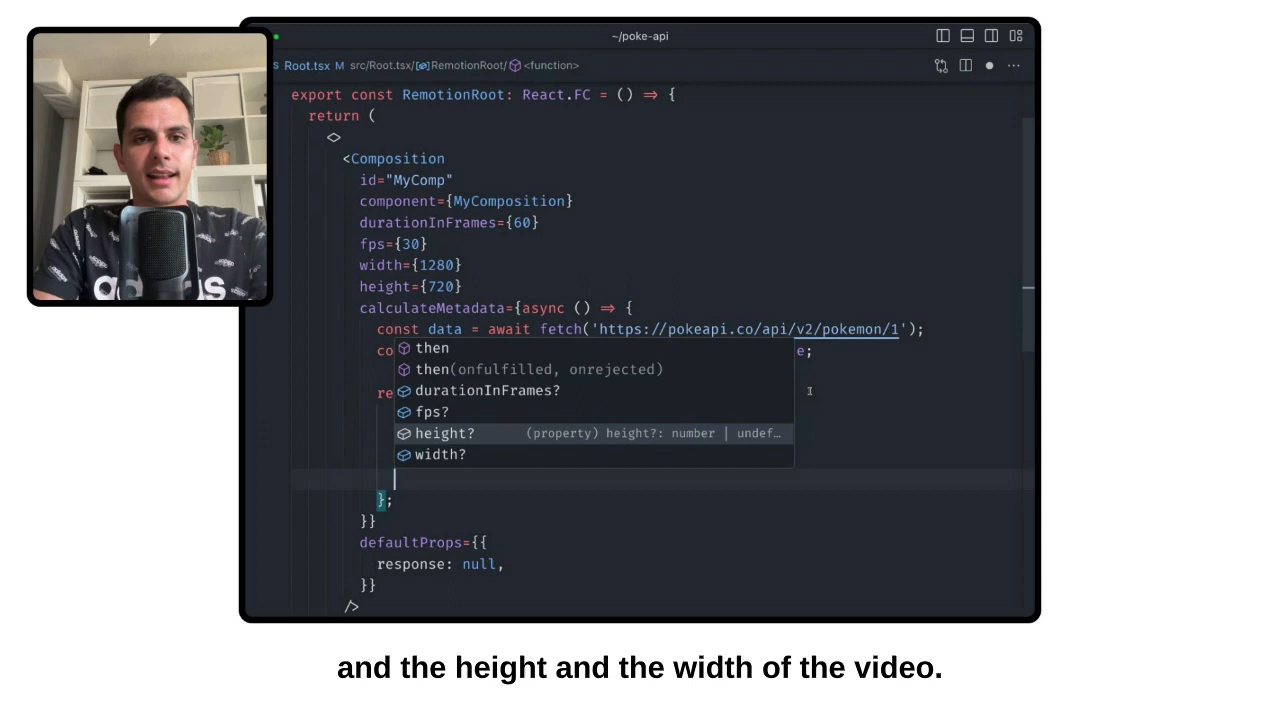 ~/poke-api
Root.tsx M src/Root.tsx/RemotionRoot/<function>
export const RemotionRoot: React.FC = () => {
return (
<>
<Composition
id="MyComp"
component={MyComposition}
durationInFrames={60}
fps={30}
width={1280}
height={720}
calculateMetadata={async () => {
const data = await fetch('https://pokeapi.co/api/v2/pokemon/1');
co e;
then
then(onfulfilled, onrejected)
re
durationInFrames?
fps?
height? (property) height?: number | undef…
width?
};
}}
defaultProps={{
response: null,
}}
/>
adidas
and the height and the width of the video.